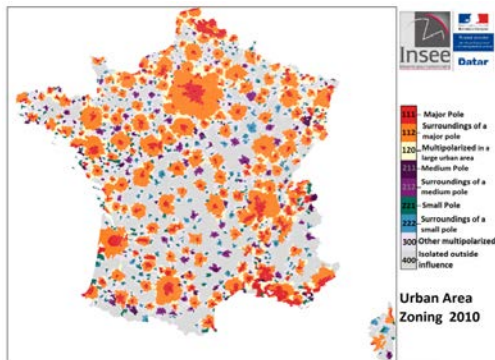 Insee
Datar
111 - Major Pole
112 - Surroundings of a
major pole
120 - Multipolarized in a
large urban area
211 - Medium Pole
212 - Surroundings of a
medium pole
221 - Small Pole
222 - Surroundings of a
small pole
300 - Other multipolarized
400 - Isolated outside
influence
Urban Area
Zoning 2010